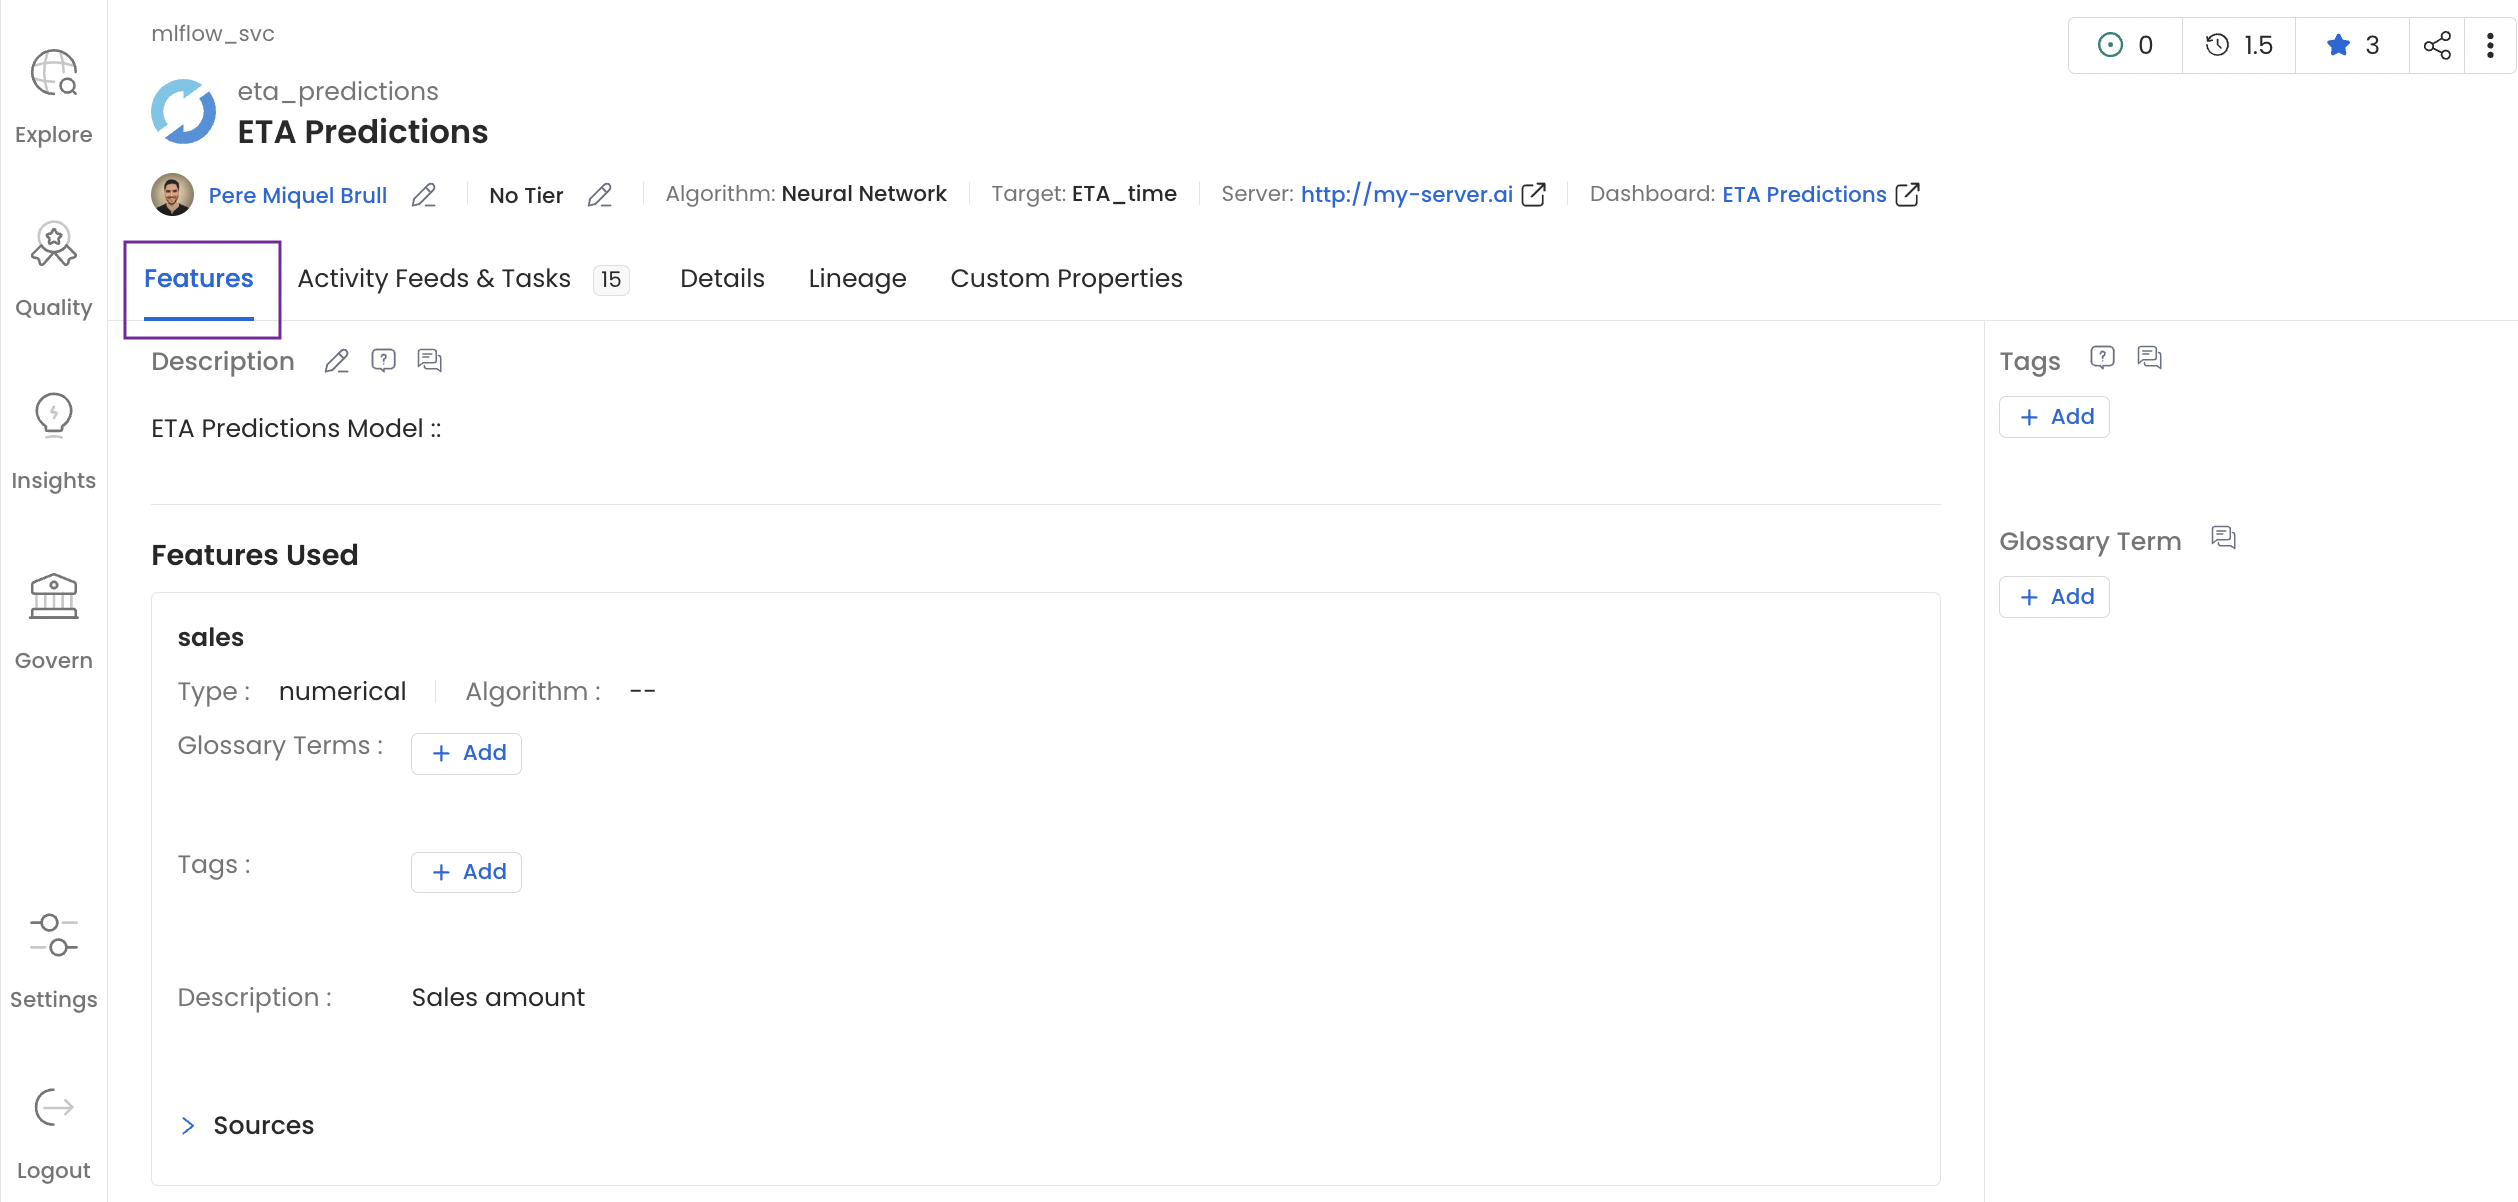 mlflow_svc
0 1.5 3
eta_predictions
ETA Predictions
Pere Miquel Brull No Tier Algorithm: Neural Network Target: ETA_time Server: http://my-server.ai Dashboard: ETA Predictions
Features Activity Feeds & Tasks 15 Details Lineage Custom Properties
Explore
Quality
Insights
Govern
Settings
Logout
Description
ETA Predictions Model ::
Features Used
sales
Type : numerical Algorithm : --
Glossary Terms : + Add
Tags : + Add
Description : Sales amount
> Sources
Tags
+ Add
Glossary Term
+ Add